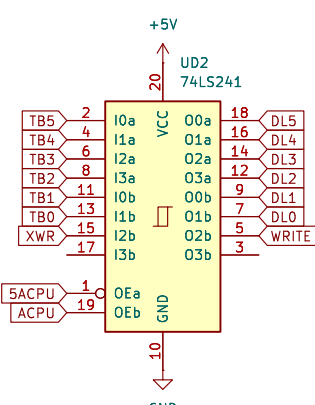 +5V
UD2
74LS241
20
VCC
TB5 2 I0a O0a 18 DL5
TB4 4 I1a O1a 16 DL4
TB3 6 I2a O2a 14 DL3
TB2 8 I3a O3a 12 DL2
TB1 11 I0b O0b 9 DL1
TB0 13 I1b O1b 7 DL0
XWR 15 I2b O2b 5 WRITE
17 I3b O3b 3
5ACPU 1 OEa
ACPU 19 OEb
GND
10